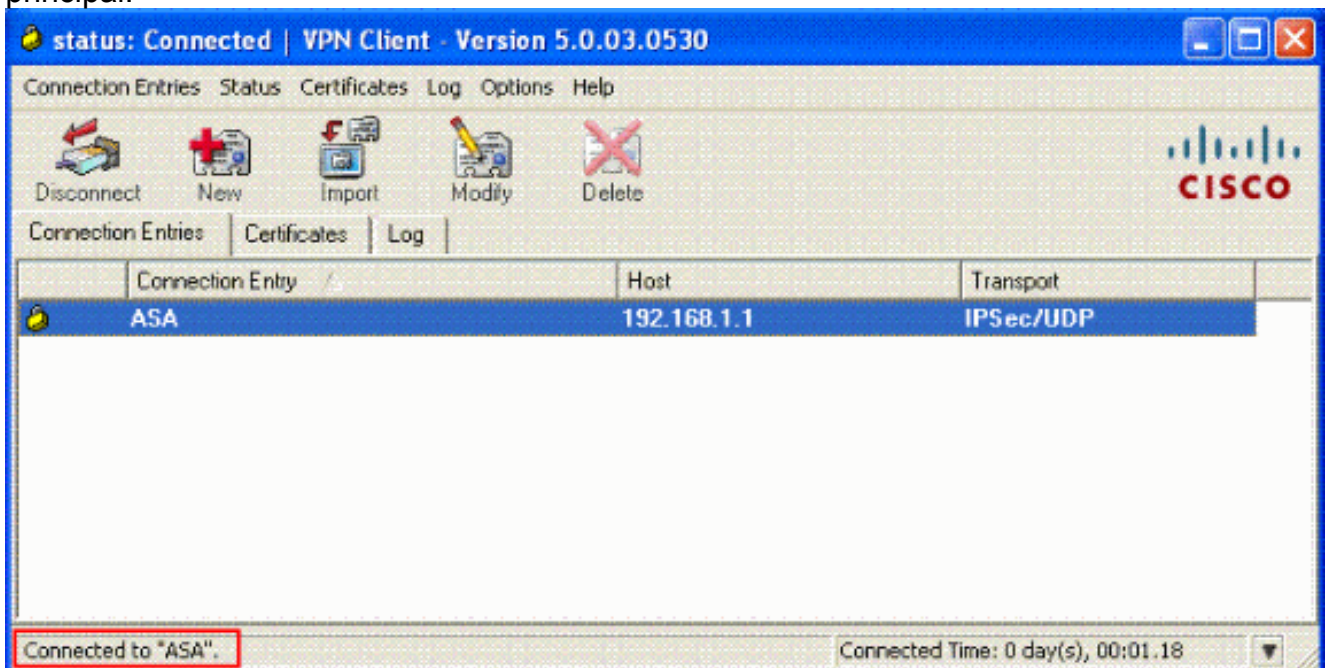 principal.
status: Connected | VPN Client - Version 5.0.03.0530
Connection Entries Status Certificates Log Options Help
Disconnect New Import Modify Delete
CISCO
Connection Entries Certificates Log
Connection Entry Host Transport
ASA 192.168.1.1 IPSec/UDP
Connected to "ASA". Connected Time: 0 day(s), 00:01.18